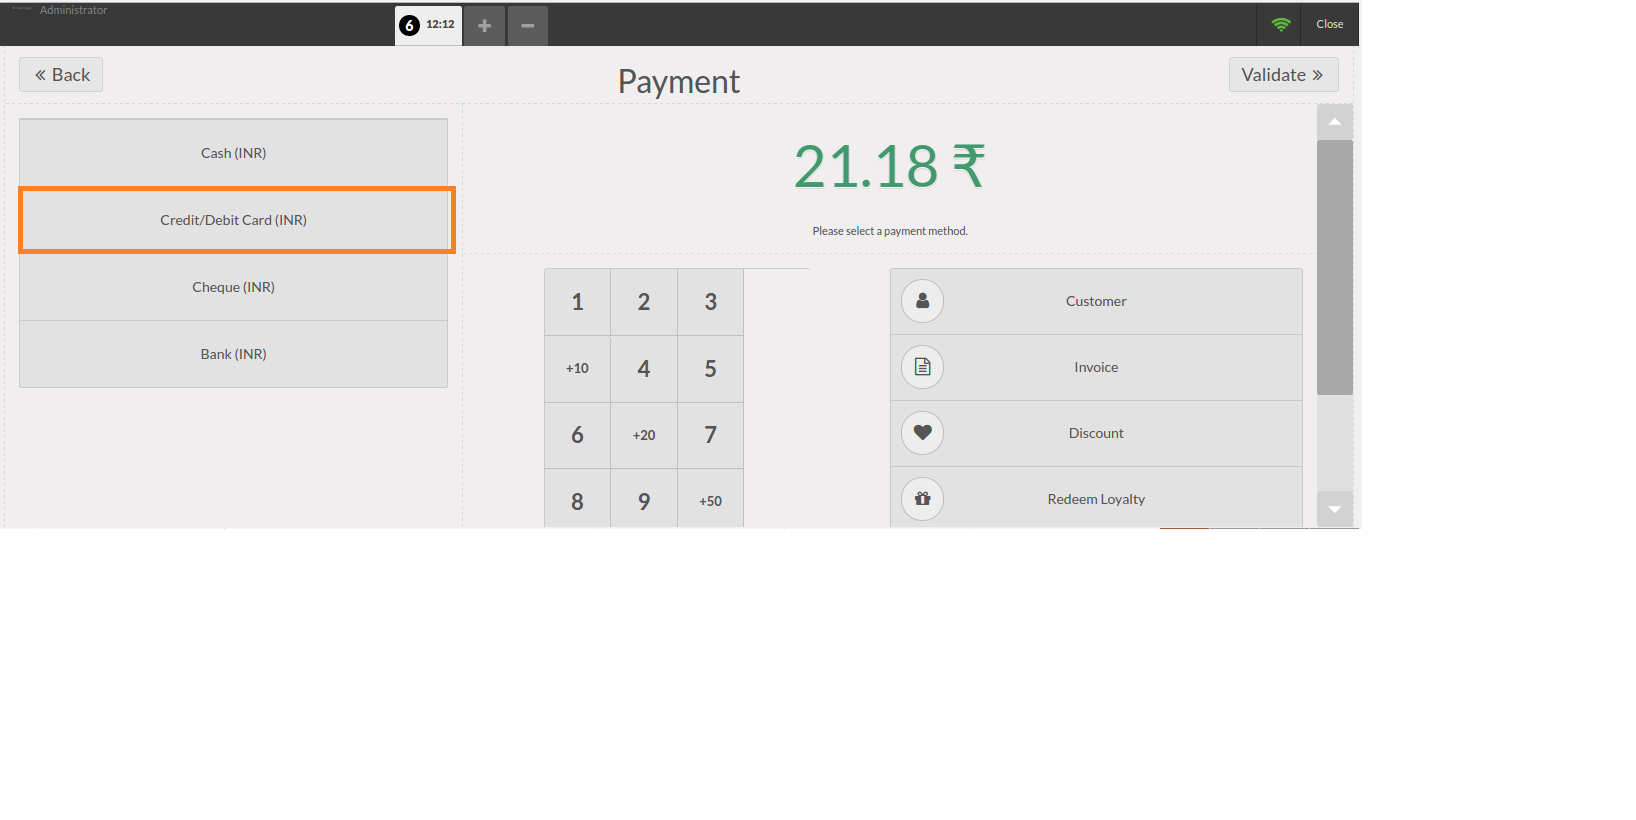 Administrator
6 12:12
Close
Back
Payment
Validate
Cash (INR)
Credit/Debit Card (INR)
Cheque (INR)
Bank (INR)
21.18 ₹
Please select a payment method.
1 2 3
+10 4 5
6 +20 7
8 9 +50
Customer
Invoice
Discount
Redeem Loyalty